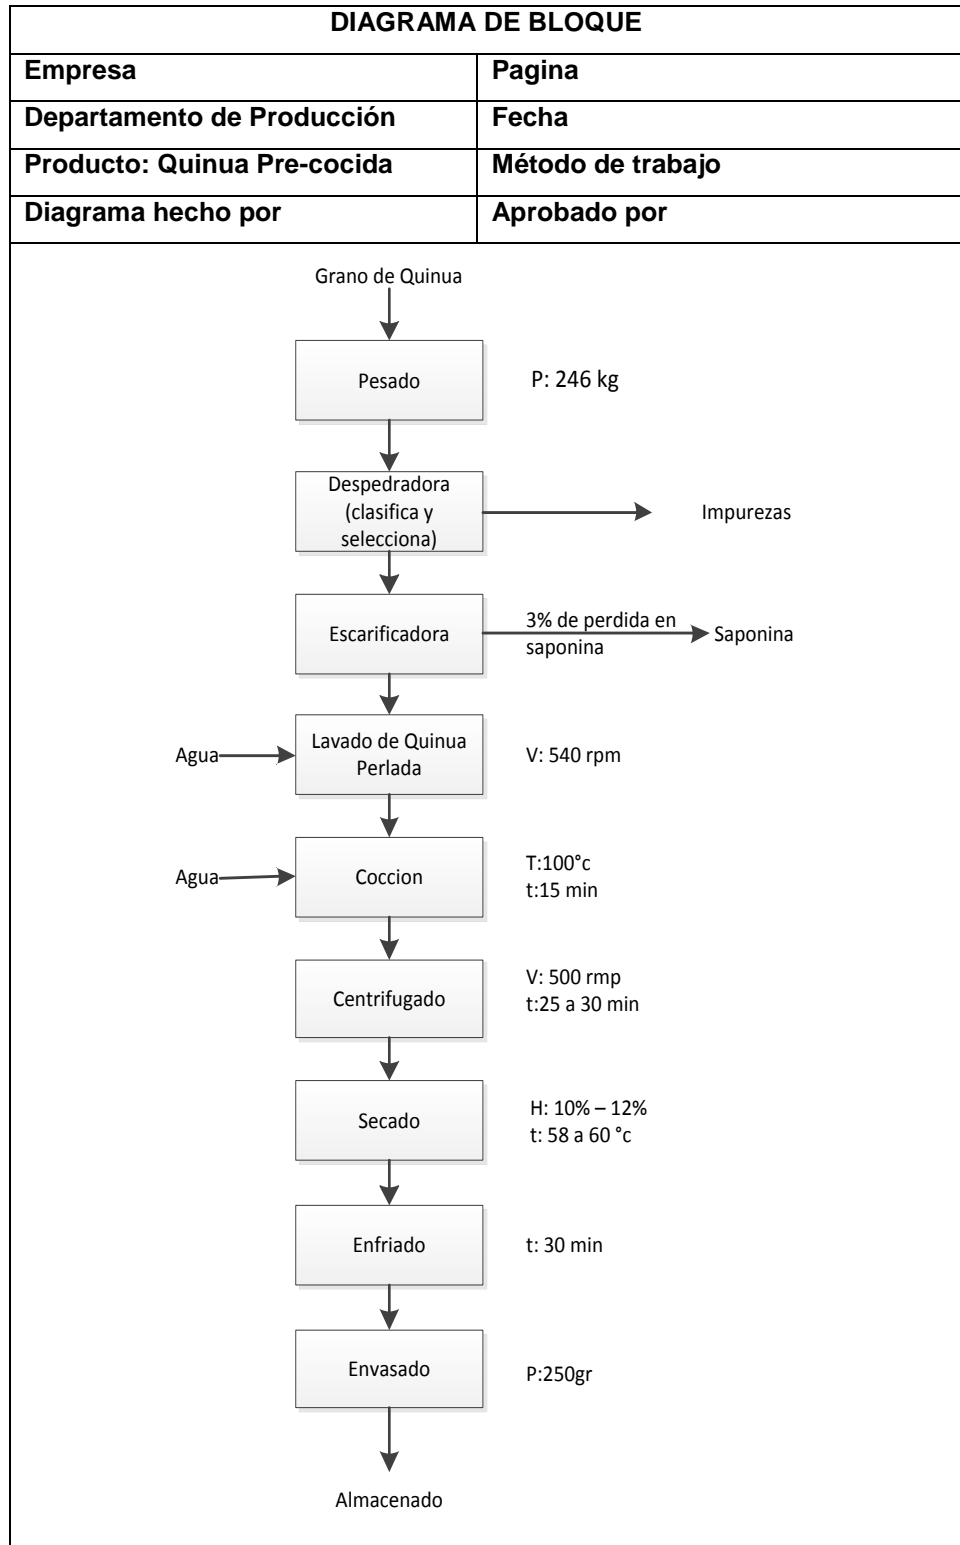 DIAGRAMA DE BLOQUE
Empresa
Pagina
Departamento de Producción
Fecha
Producto: Quinua Pre-cocida
Método de trabajo
Diagrama hecho por
Aprobado por
Grano de Quinua
Pesado
P: 246 kg
Despedradora
(clasifica y
selecciona)
Impurezas
Escarificadora
3% de perdida en
saponina
Saponina
Agua
Lavado de Quinua
Perlada
V: 540 rpm
Agua
Coccion
T:100°c
t:15 min
Centrifugado
V: 500 rmp
t:25 a 30 min
Secado
H: 10% – 12%
t: 58 a 60 °c
Enfriado
t: 30 min
Envasado
P:250gr
Almacenado